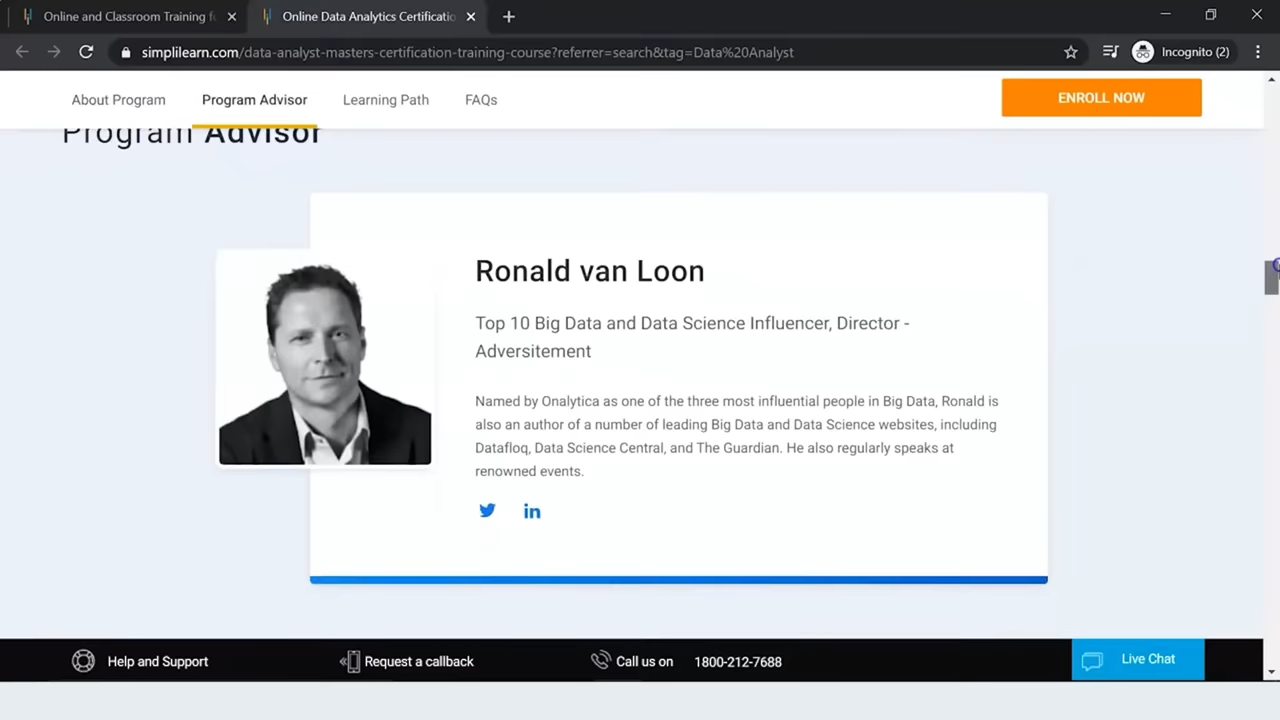 Online and Classroom Training f
Online Data Analytics Certificatio
simplilearn.com/data-analyst-masters-certification-training-course?referrer=search&tag=Data%20Analyst
Incognito (2)
About Program
Program Advisor
Learning Path
FAQs
ENROLL NOW
Program Advisor
Ronald van Loon
Top 10 Big Data and Data Science Influencer, Director -
Adversitement
Named by Onalytica as one of the three most influential people in Big Data, Ronald is
also an author of a number of leading Big Data and Data Science websites, including
Datafloq, Data Science Central, and The Guardian. He also regularly speaks at
renowned events.
in
Help and Support
Request a callback
Call us on
1800-212-7688
Live Chat